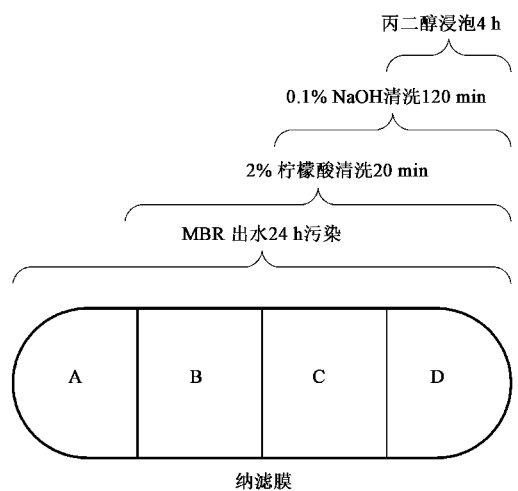 丙二醇浸泡4 h
0.1% NaOH清洗120 min
2% 柠檬酸清洗20 min
MBR 出水24 h污染
A B C D
纳滤膜